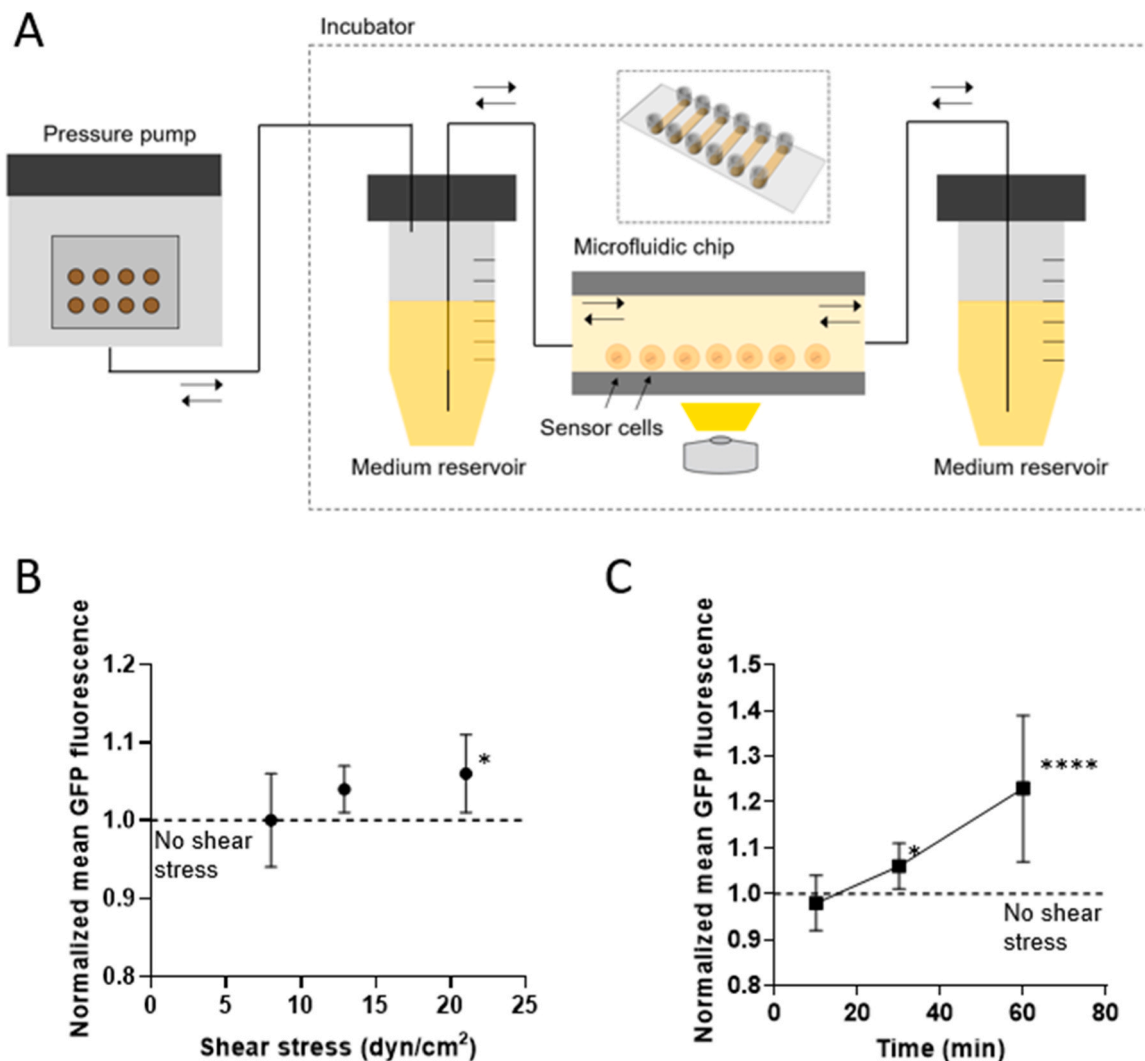 A
Incubator
Pressure pump
Microfluidic chip
Sensor cells
Medium reservoir
Medium reservoir
B
Normalized mean GFP fluorescence
1.2
1.1
1.0
0.9
0.8
*
No shear
stress
0 5 10 15 20 25
Shear stress (dyn/cm²)
C
Normalized mean GFP fluorescence
1.5
1.4
1.3
1.2
1.1
1.0
0.9
0.8
****
*
No shear
stress
0 20 40 60 80
Time (min)